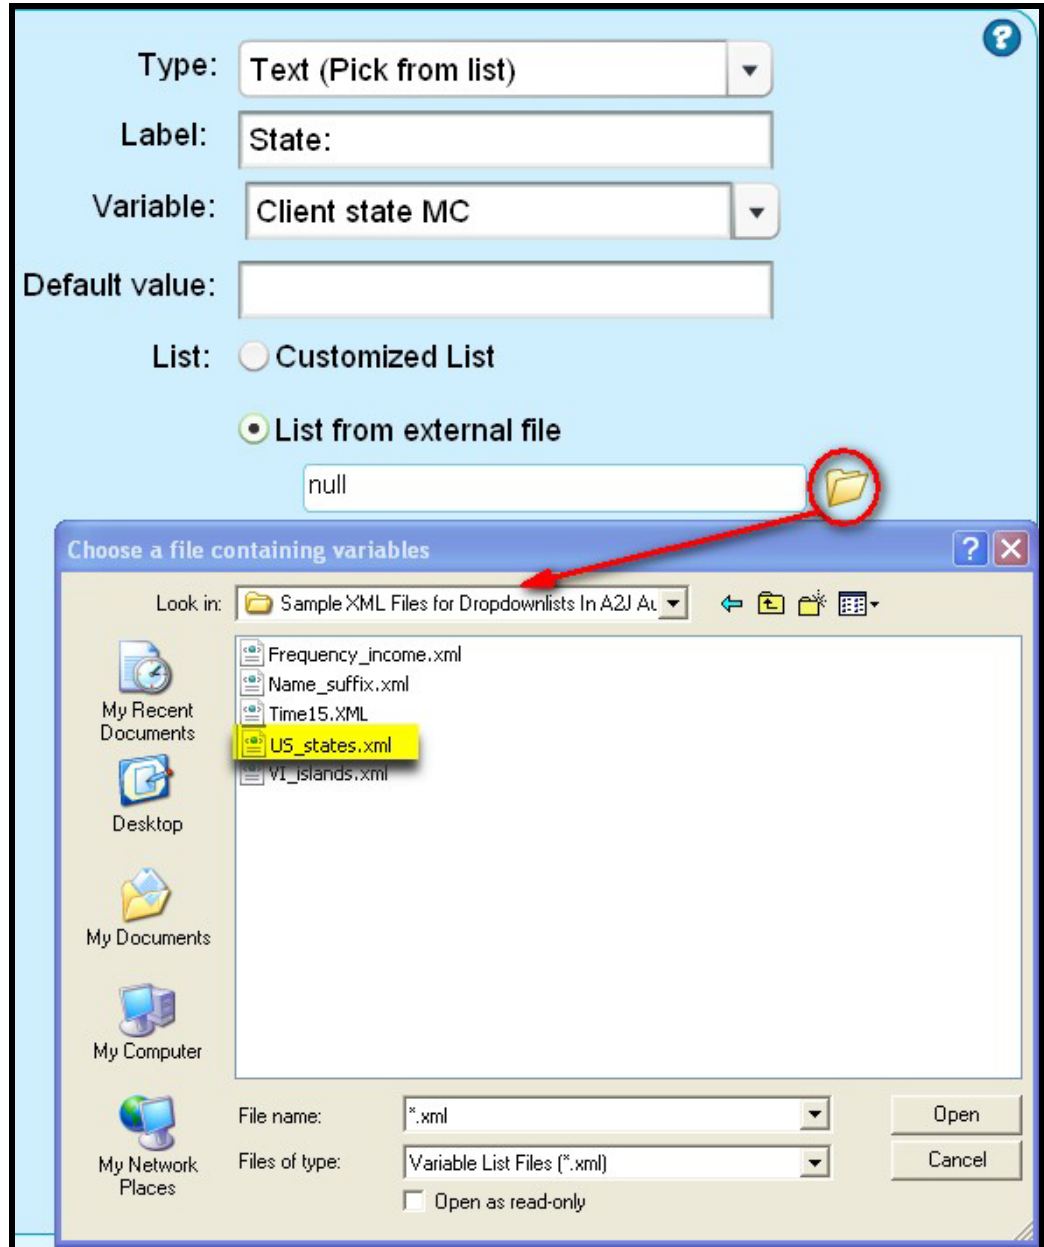 ?
Type: Text (Pick from list)
Label: State:
Variable: Client state MC
Default value:
List: Customized List
List from external file
null
Choose a file containing variables
?
Look in: Sample XML Files for Dropdownlists In A2J Au
Frequency_income.xml
Name_suffix.xml
Time15.XML
US_states.xml
VI_islands.xml
My Recent
Documents
Desktop
My Documents
My Computer
My Network
Places
File name: *.xml Open
Files of type: Variable List Files (*.xml) Cancel
Open as read-only